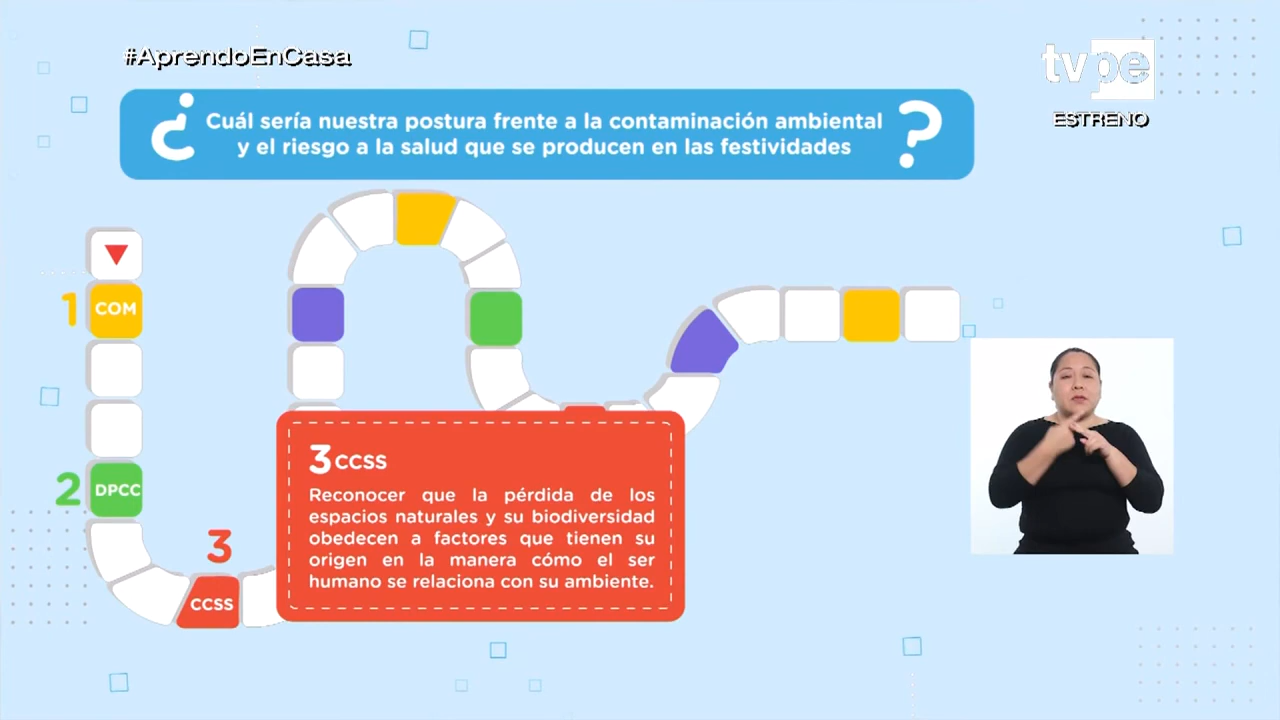 #AprendoEnCasa
tvpe
ESTRENO
¿Cuál sería nuestra postura frente a la contaminación ambiental
y el riesgo a la salud que se producen en las festividades?
1 COM
2 DPCC
3
CCSS
3 CCSS
Reconocer que la pérdida de los
espacios naturales y su biodiversidad
obedecen a factores que tienen su
origen en la manera cómo el ser
humano se relaciona con su ambiente.